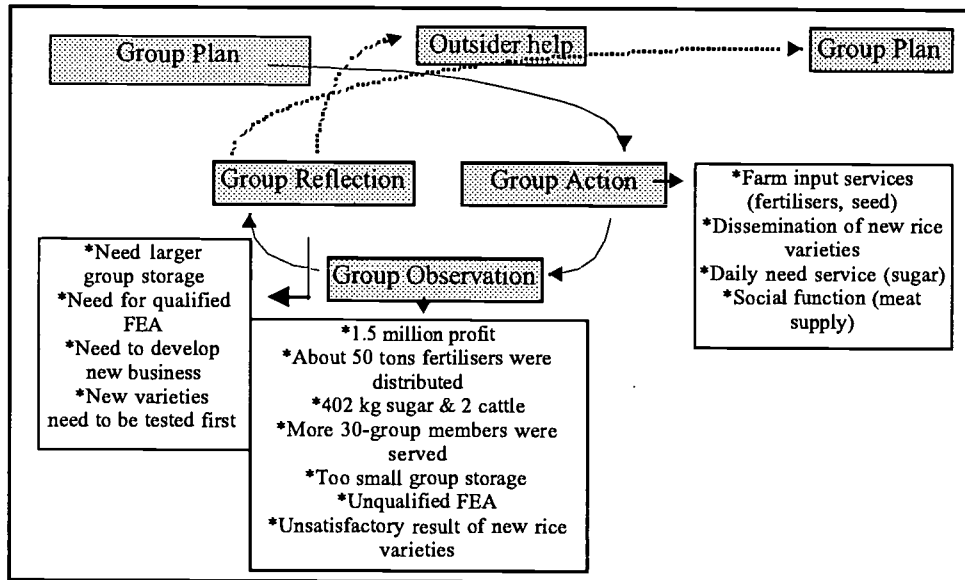 Group Plan
Outsider help
Group Plan
Group Reflection
Group Action
*Farm input services
(fertilisers, seed)
*Dissemination of new rice
varieties
*Daily need service (sugar)
*Social function (meat
supply)
Group Observation
*Need larger
group storage
*Need for qualified
FEA
*Need to develop
new business
*New varieties
need to be tested first
*1.5 million profit
*About 50 tons fertilisers were
distributed
*402 kg sugar & 2 cattle
*More 30-group members were
served
*Too small group storage
*Unqualified FEA
*Unsatisfactory result of new rice
varieties